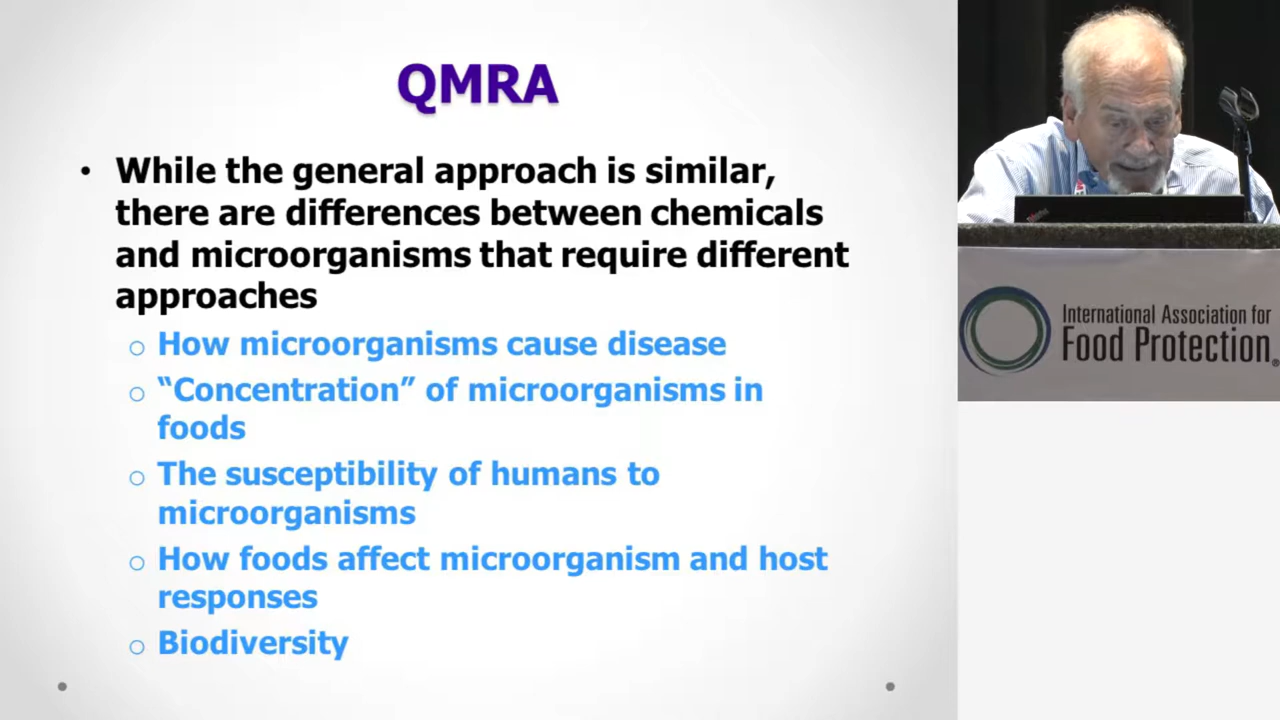 QMRA
• While the general approach is similar,
there are differences between chemicals
and microorganisms that require different
approaches
o How microorganisms cause disease
o “Concentration” of microorganisms in
foods
o The susceptibility of humans to
microorganisms
o How foods affect microorganism and host
responses
o Biodiversity
ThinkPad
International Association for
Food Protection®